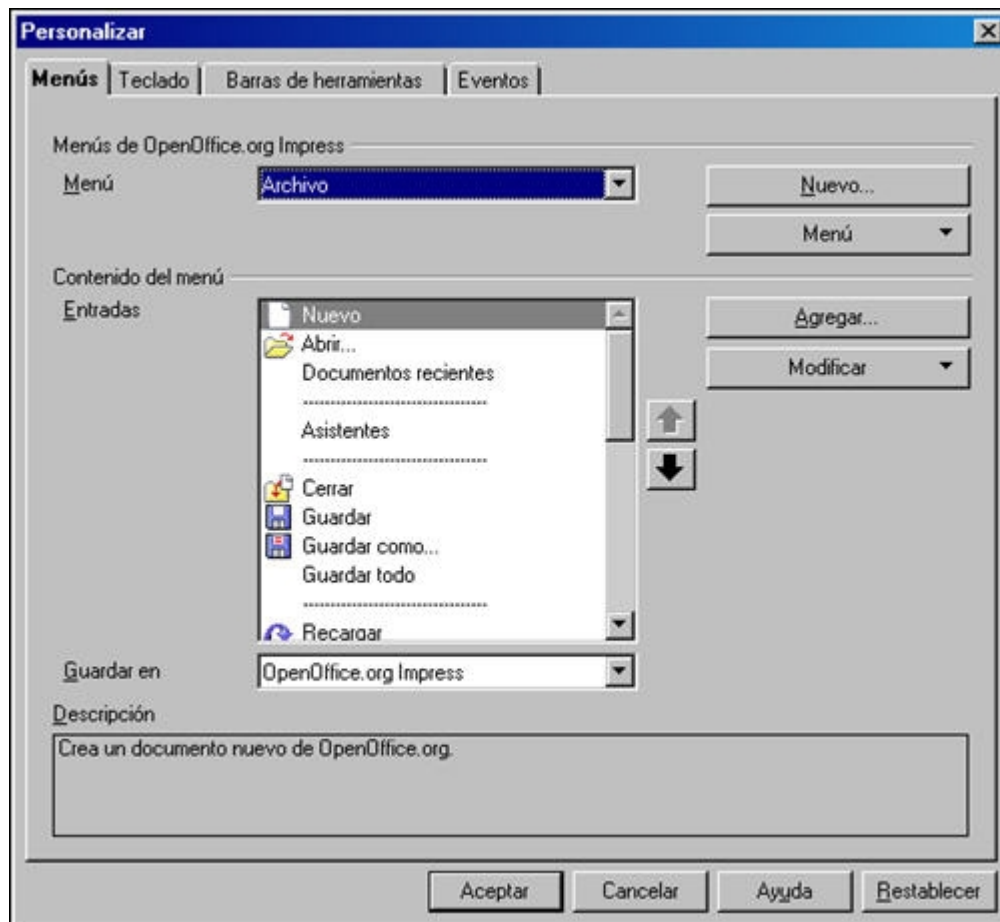 Personalizar
Menús Teclado Barras de herramientas Eventos
Menús de OpenOffice.org Impress
Menú Archivo Nuevo...
Menú
Contenido del menú
Entradas Nuevo Agregar...
Abrir...
Documentos recientes Modificar
Asistentes
Cerrar
Guardar
Guardar como...
Guardar todo
Recargar
Guardar en OpenOffice.org Impress
Descripción
Crea un documento nuevo de OpenOffice.org.
Aceptar Cancelar Ayuda Restablecer